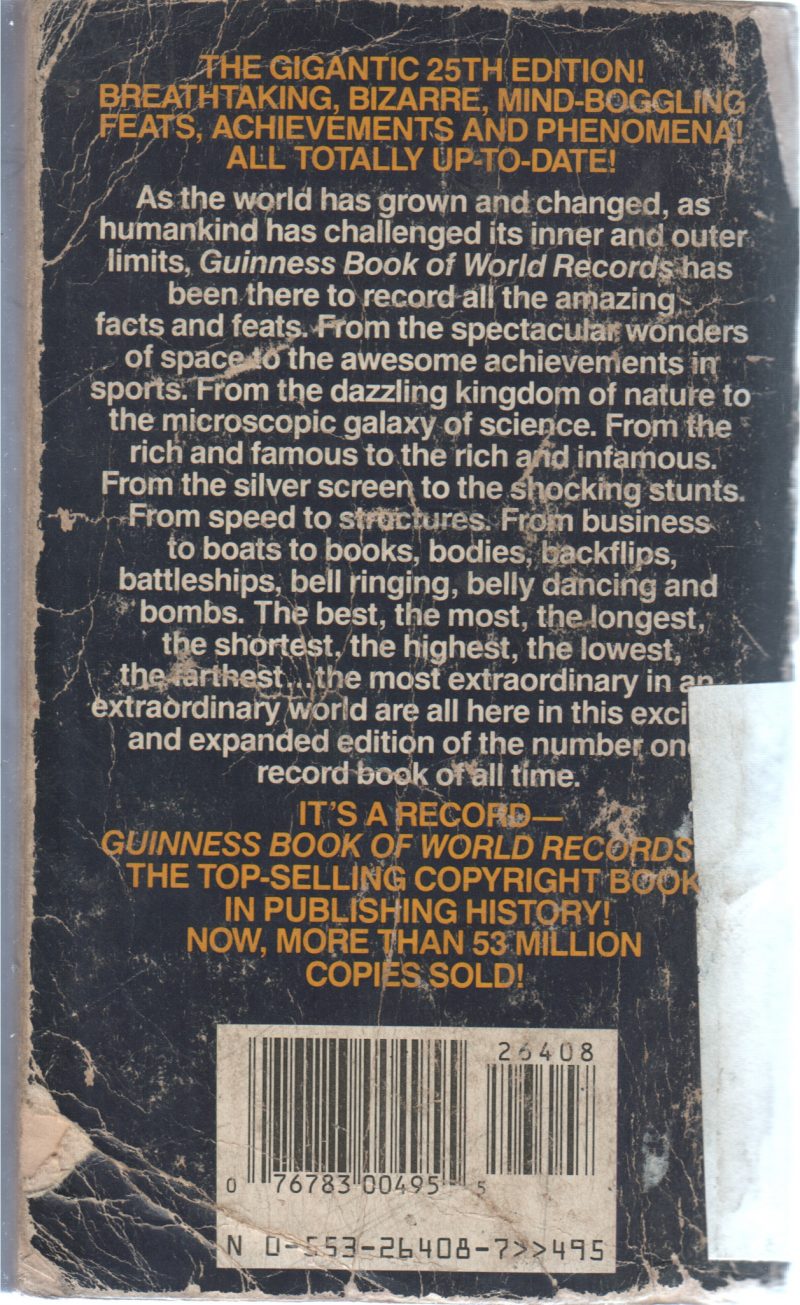 THE GIGANTIC 25TH EDITION!
BREATHTAKING, BIZARRE, MIND-BOGGLING
FEATS, ACHIEVEMENTS AND PHENOMENA!
ALL TOTALLY UP-TO-DATE!
As the world has grown and changed, as
humankind has challenged its inner and outer
limits, Guinness Book of World Records has
been there to record all the amazing
facts and feats. From the spectacular wonders
of space to the awesome achievements in
sports. From the dazzling kingdom of nature to
the microscopic galaxy of science. From the
rich and famous to the rich and infamous.
From the silver screen to the shocking stunts.
From speed to structures. From business
to boats to books, bodies, backflips,
battleships, bell ringing, belly dancing and
bombs. The best, the most, the longest,
the shortest, the highest, the lowest,
the farthest...the most extraordinary in an
extraordinary world are all here in this
and expanded edition of the number one
record book of all time.
IT'S A RECORD—
GUINNESS BOOK OF WORLD RECORDS
THE TOP-SELLING COPYRIGHT BOOK
IN PUBLISHING HISTORY!
NOW, MORE THAN 53 MILLION
COPIES SOLD!
26408
0 76783 00495 5
N 0-553-26408-7>>495